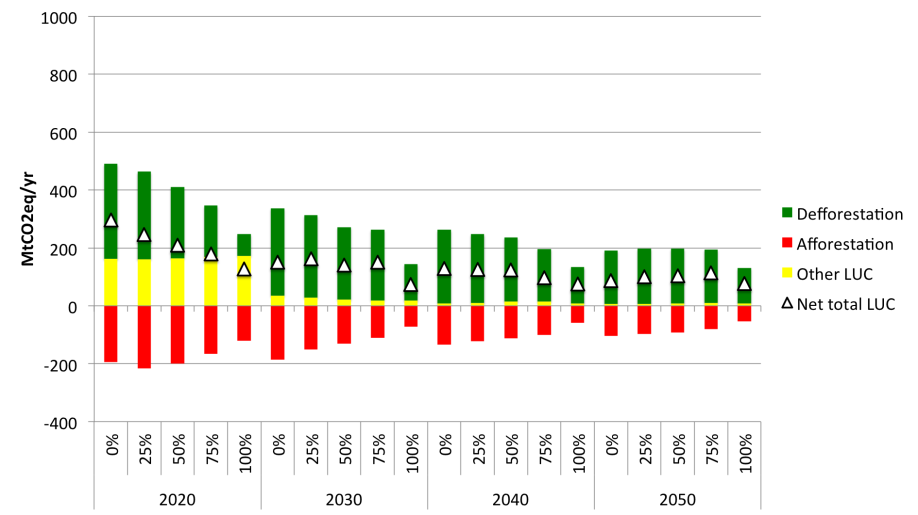 1000
800
600
400
200
0
-200
-400
MtCO2eq/yr
0% 25% 50% 75% 100% 0% 25% 50% 75% 100% 0% 25% 50% 75% 100% 0% 25% 50% 75% 100%
2020 2030 2040 2050
Defforestation
Afforestation
Other LUC
Net total LUC